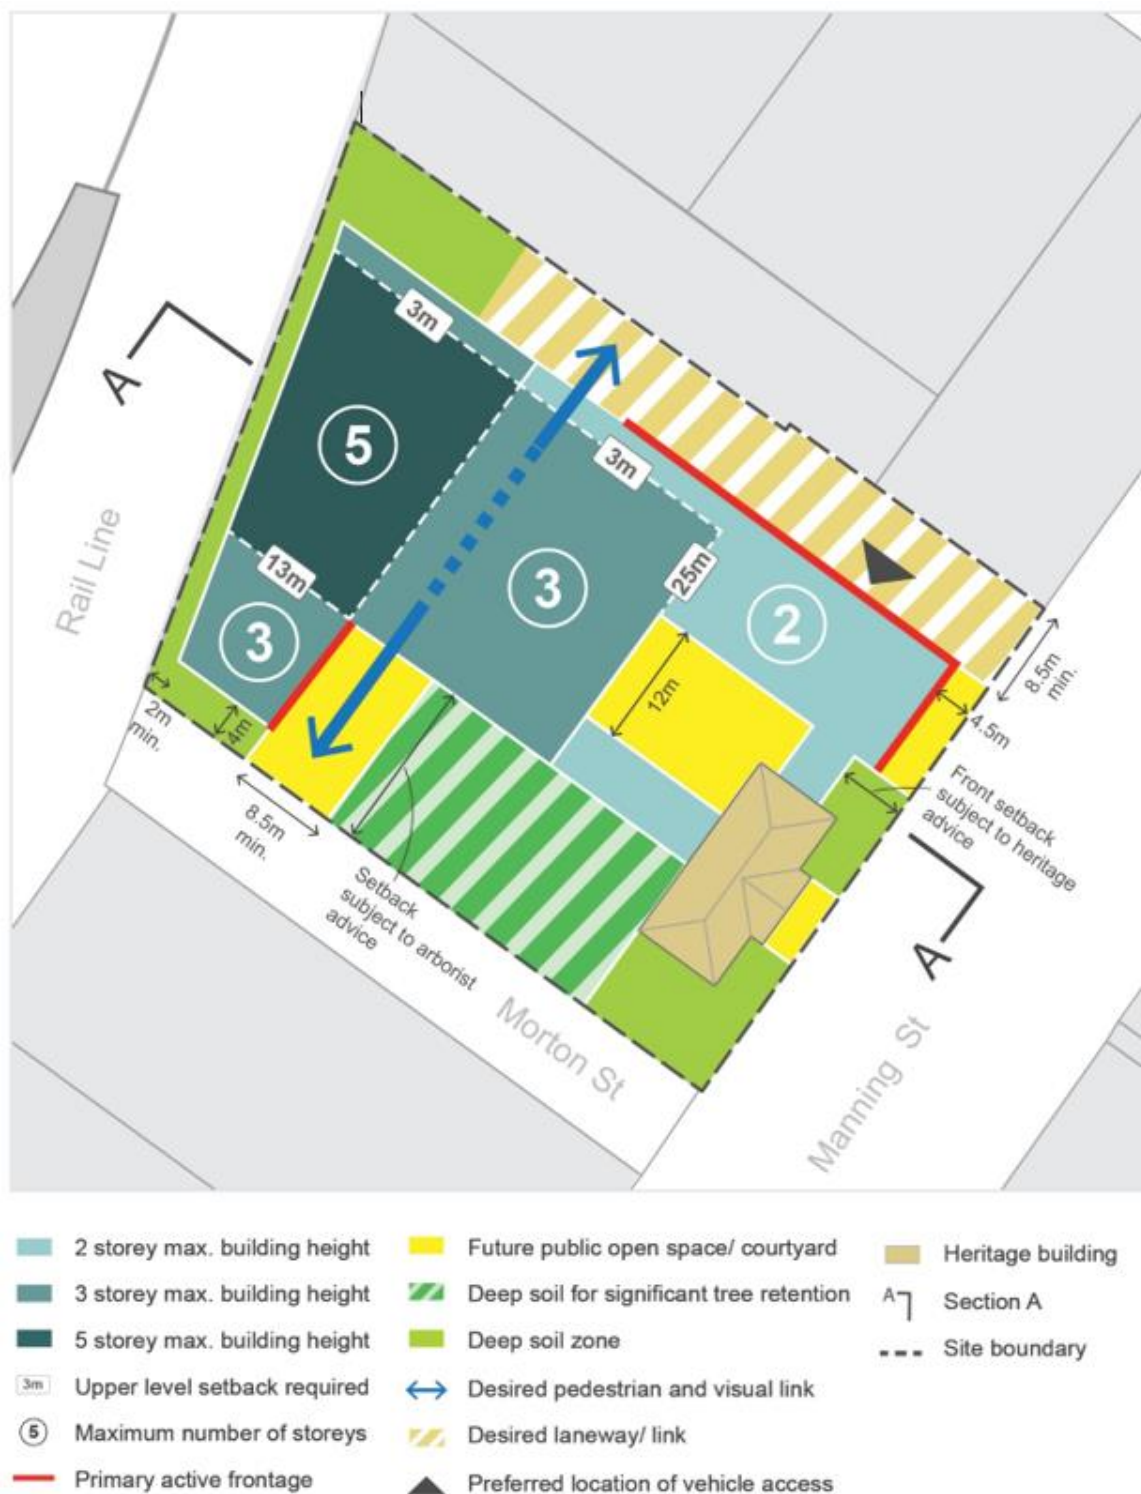 3m
A
5
3m
Rail Line
13m
3
25m
3
2
3
12m
8.5m
min.
4.5m
2m
min.
4m
8.5m
min.
Front setback
subject to heritage
advice
Setback
subject to arborist
advice
A
Morton St
Manning St
2 storey max. building height
3 storey max. building height
5 storey max. building height
3m Upper level setback required
5 Maximum number of storeys
Primary active frontage
Future public open space/ courtyard
Deep soil for significant tree retention
Deep soil zone
Desired pedestrian and visual link
Desired laneway/ link
Preferred location of vehicle access
Heritage building
A Section A
Site boundary